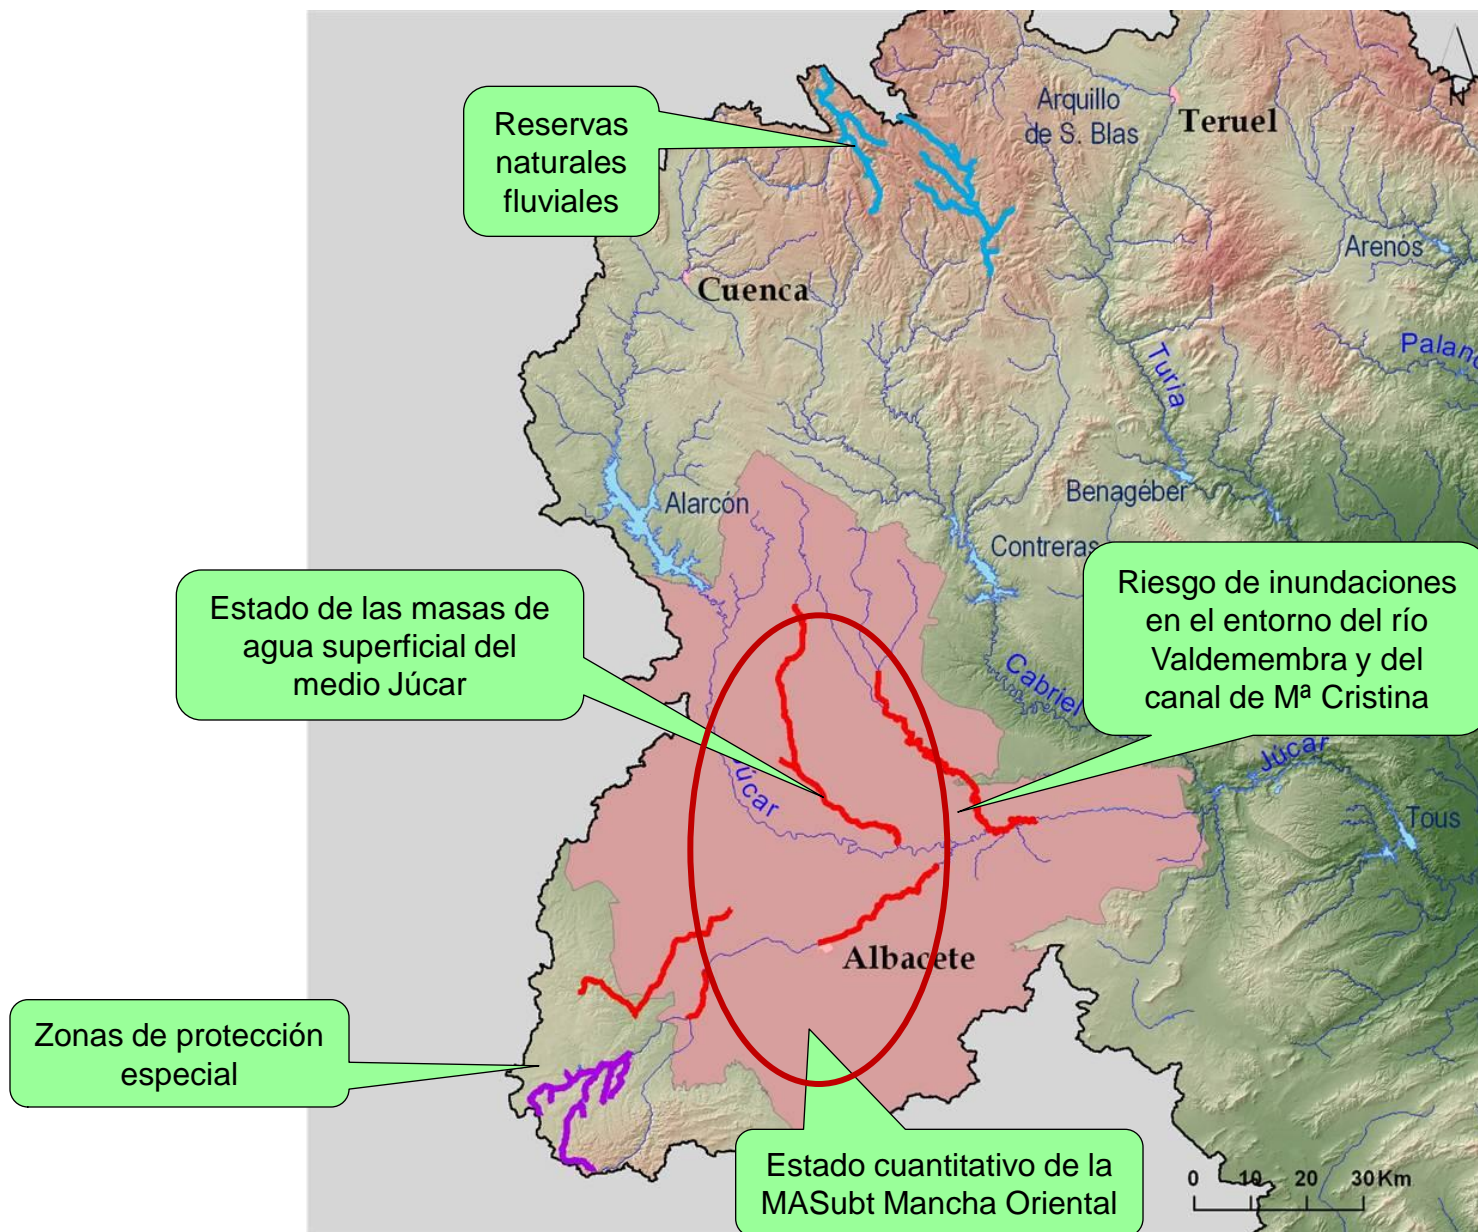 Reservas
naturales
fluviales
Arquillo
de S. Blas
Teruel
N
Arenós
Cuenca
Turia
Alarcón
Benagéber
Contreras
Estado de las masas de
agua superficial del
medio Júcar
Riesgo de inundaciones
en el entorno del río
Valdemembra y del
canal de Mª Cristina
Cabriel
Júcar
Júcar
Tous
Albacete
Zonas de protección
especial
Estado cuantitativo de la
MASubt Mancha Oriental
0 10 20 30 Km